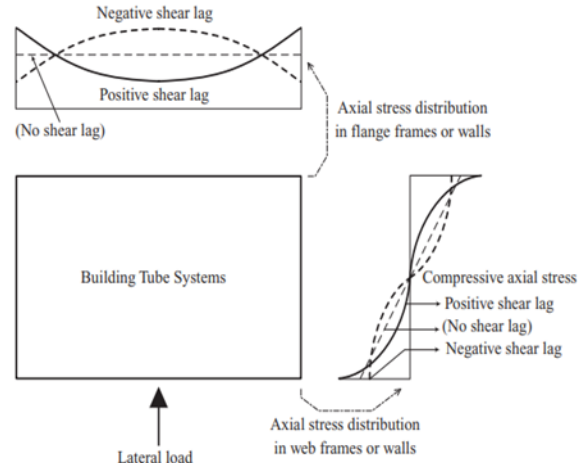 Negative shear lag
Positive shear lag
(No shear lag)
Axial stress distribution
in flange frames or walls
Building Tube Systems
Compressive axial stress
Positive shear lag
(No shear lag)
Negative shear lag
Axial stress distribution
in web frames or walls
Lateral load